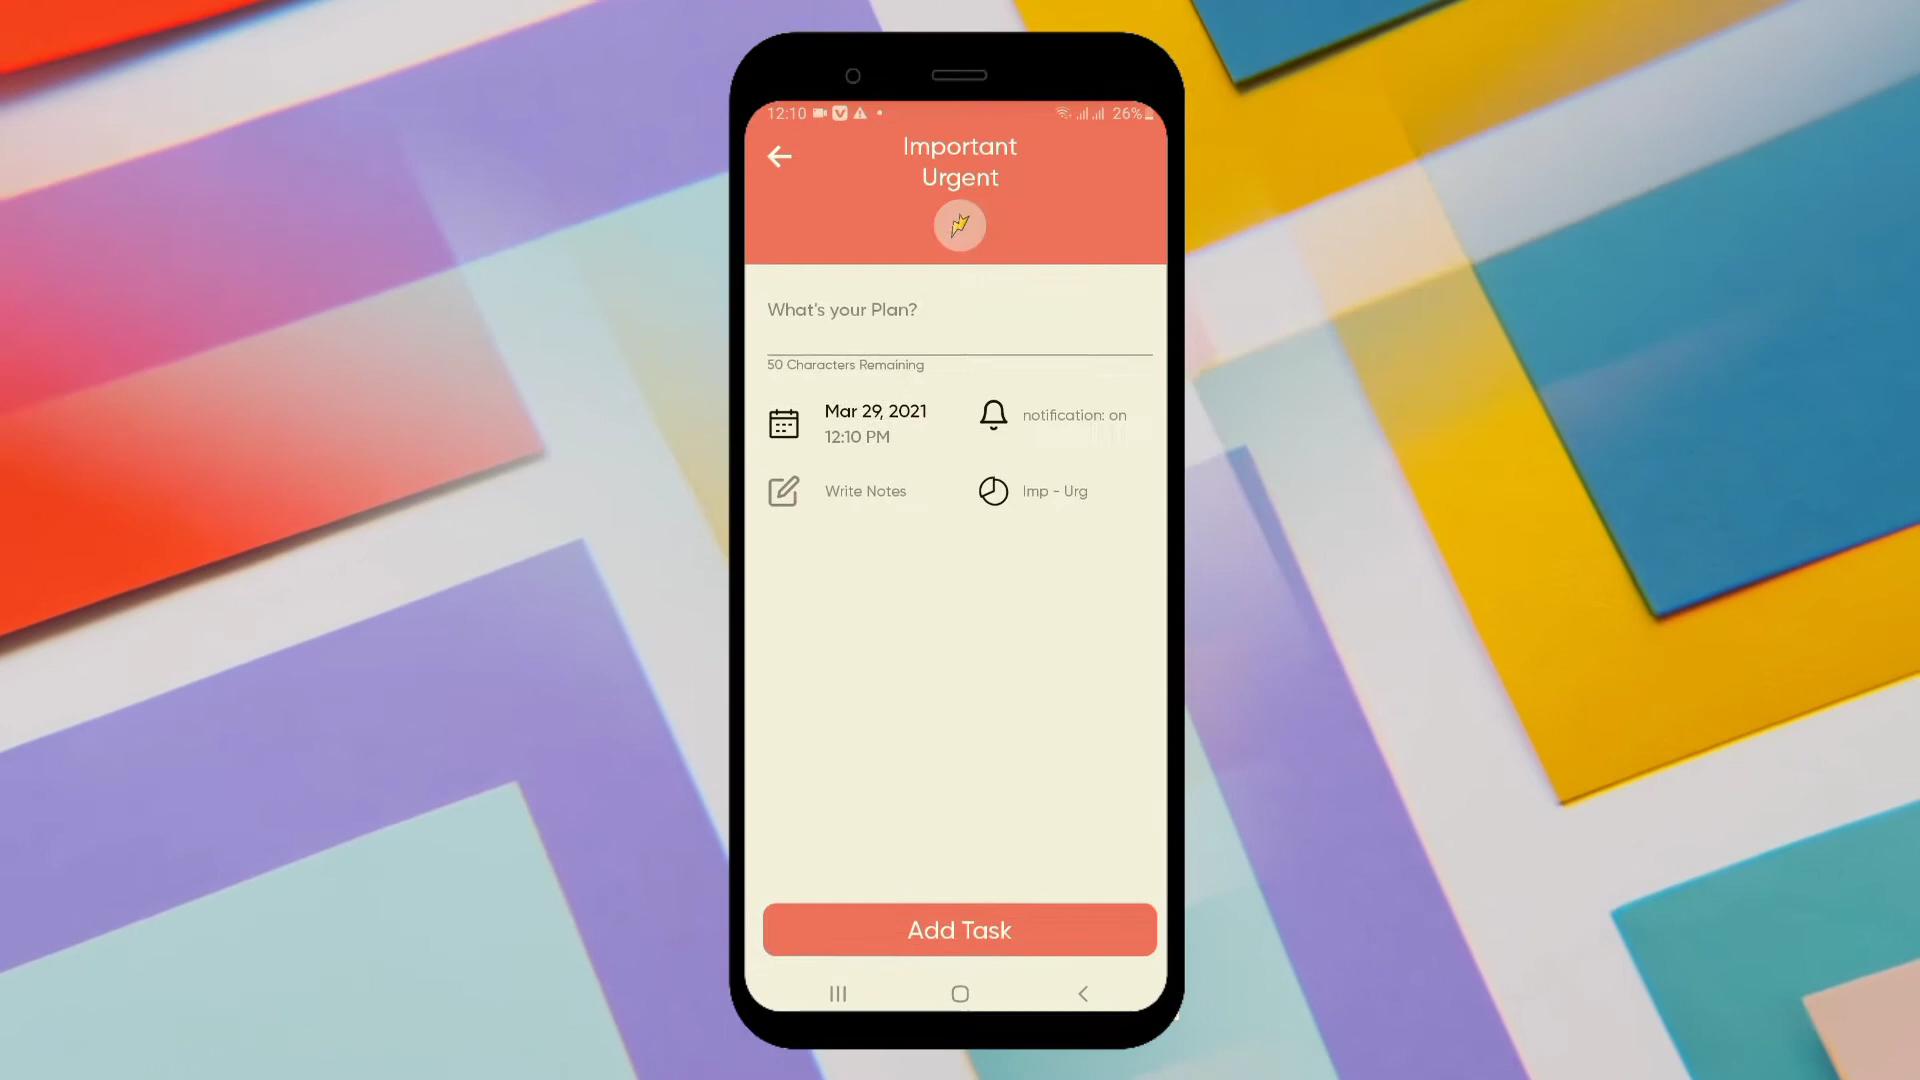 12:10
26%
Important
Urgent
What's your Plan?
50 Characters Remaining
Mar 29, 2021
12:10 PM
notification: on
Write Notes
Imp - Urg
Add Task